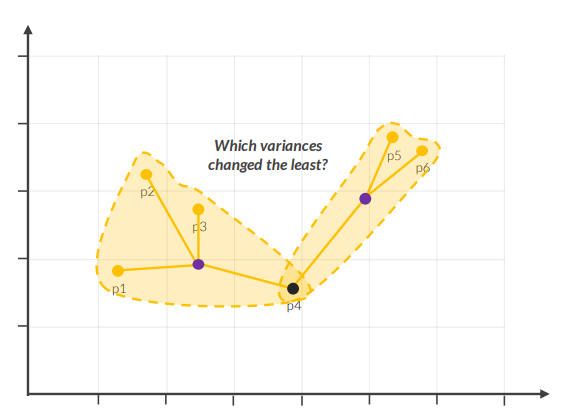 Which variances
changed the least?
p5
p6
p2
p3
p1
p4